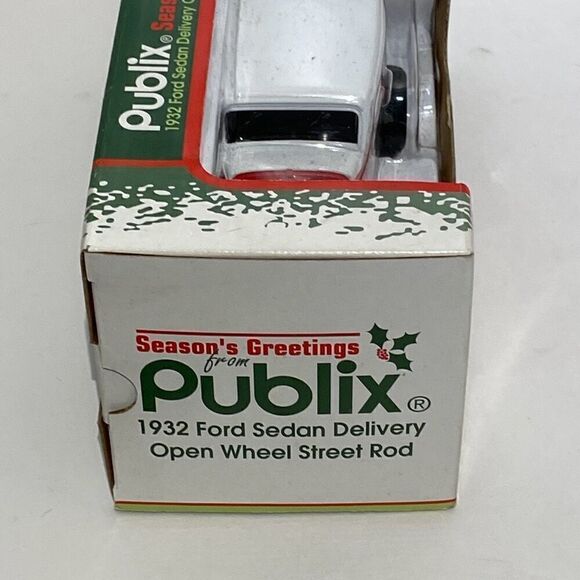 Publix® Seas
1932 Ford Sedan Delivery O
Season's Greetings
from
Publix®
1932 Ford Sedan Delivery
Open Wheel Street Rod